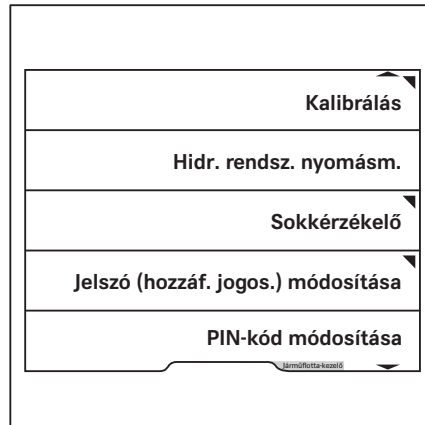 Kalibrálás
Hidr. rendsz. nyomásm.
Sokkérzékelő
Jelszó (hozzáf. jogos.) módosítása
PIN-kód módosítása
Járműflotta-kezelő